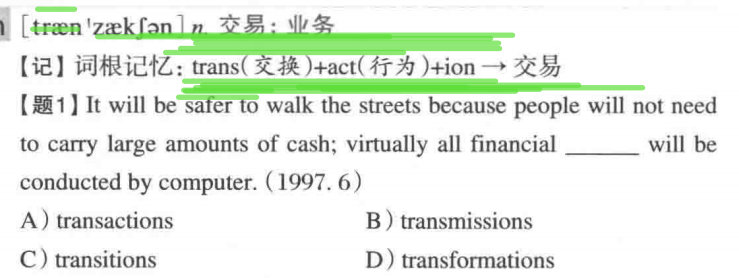 [træn'zækʃən] n. 交易；业务
【记】词根记忆：trans(交换)+act(行为)+ion → 交易
【题1】It will be safer to walk the streets because people will not need
to carry large amounts of cash; virtually all financial ______ will be
conducted by computer. (1997. 6)
A) transactions B) transmissions
C) transitions D) transformations